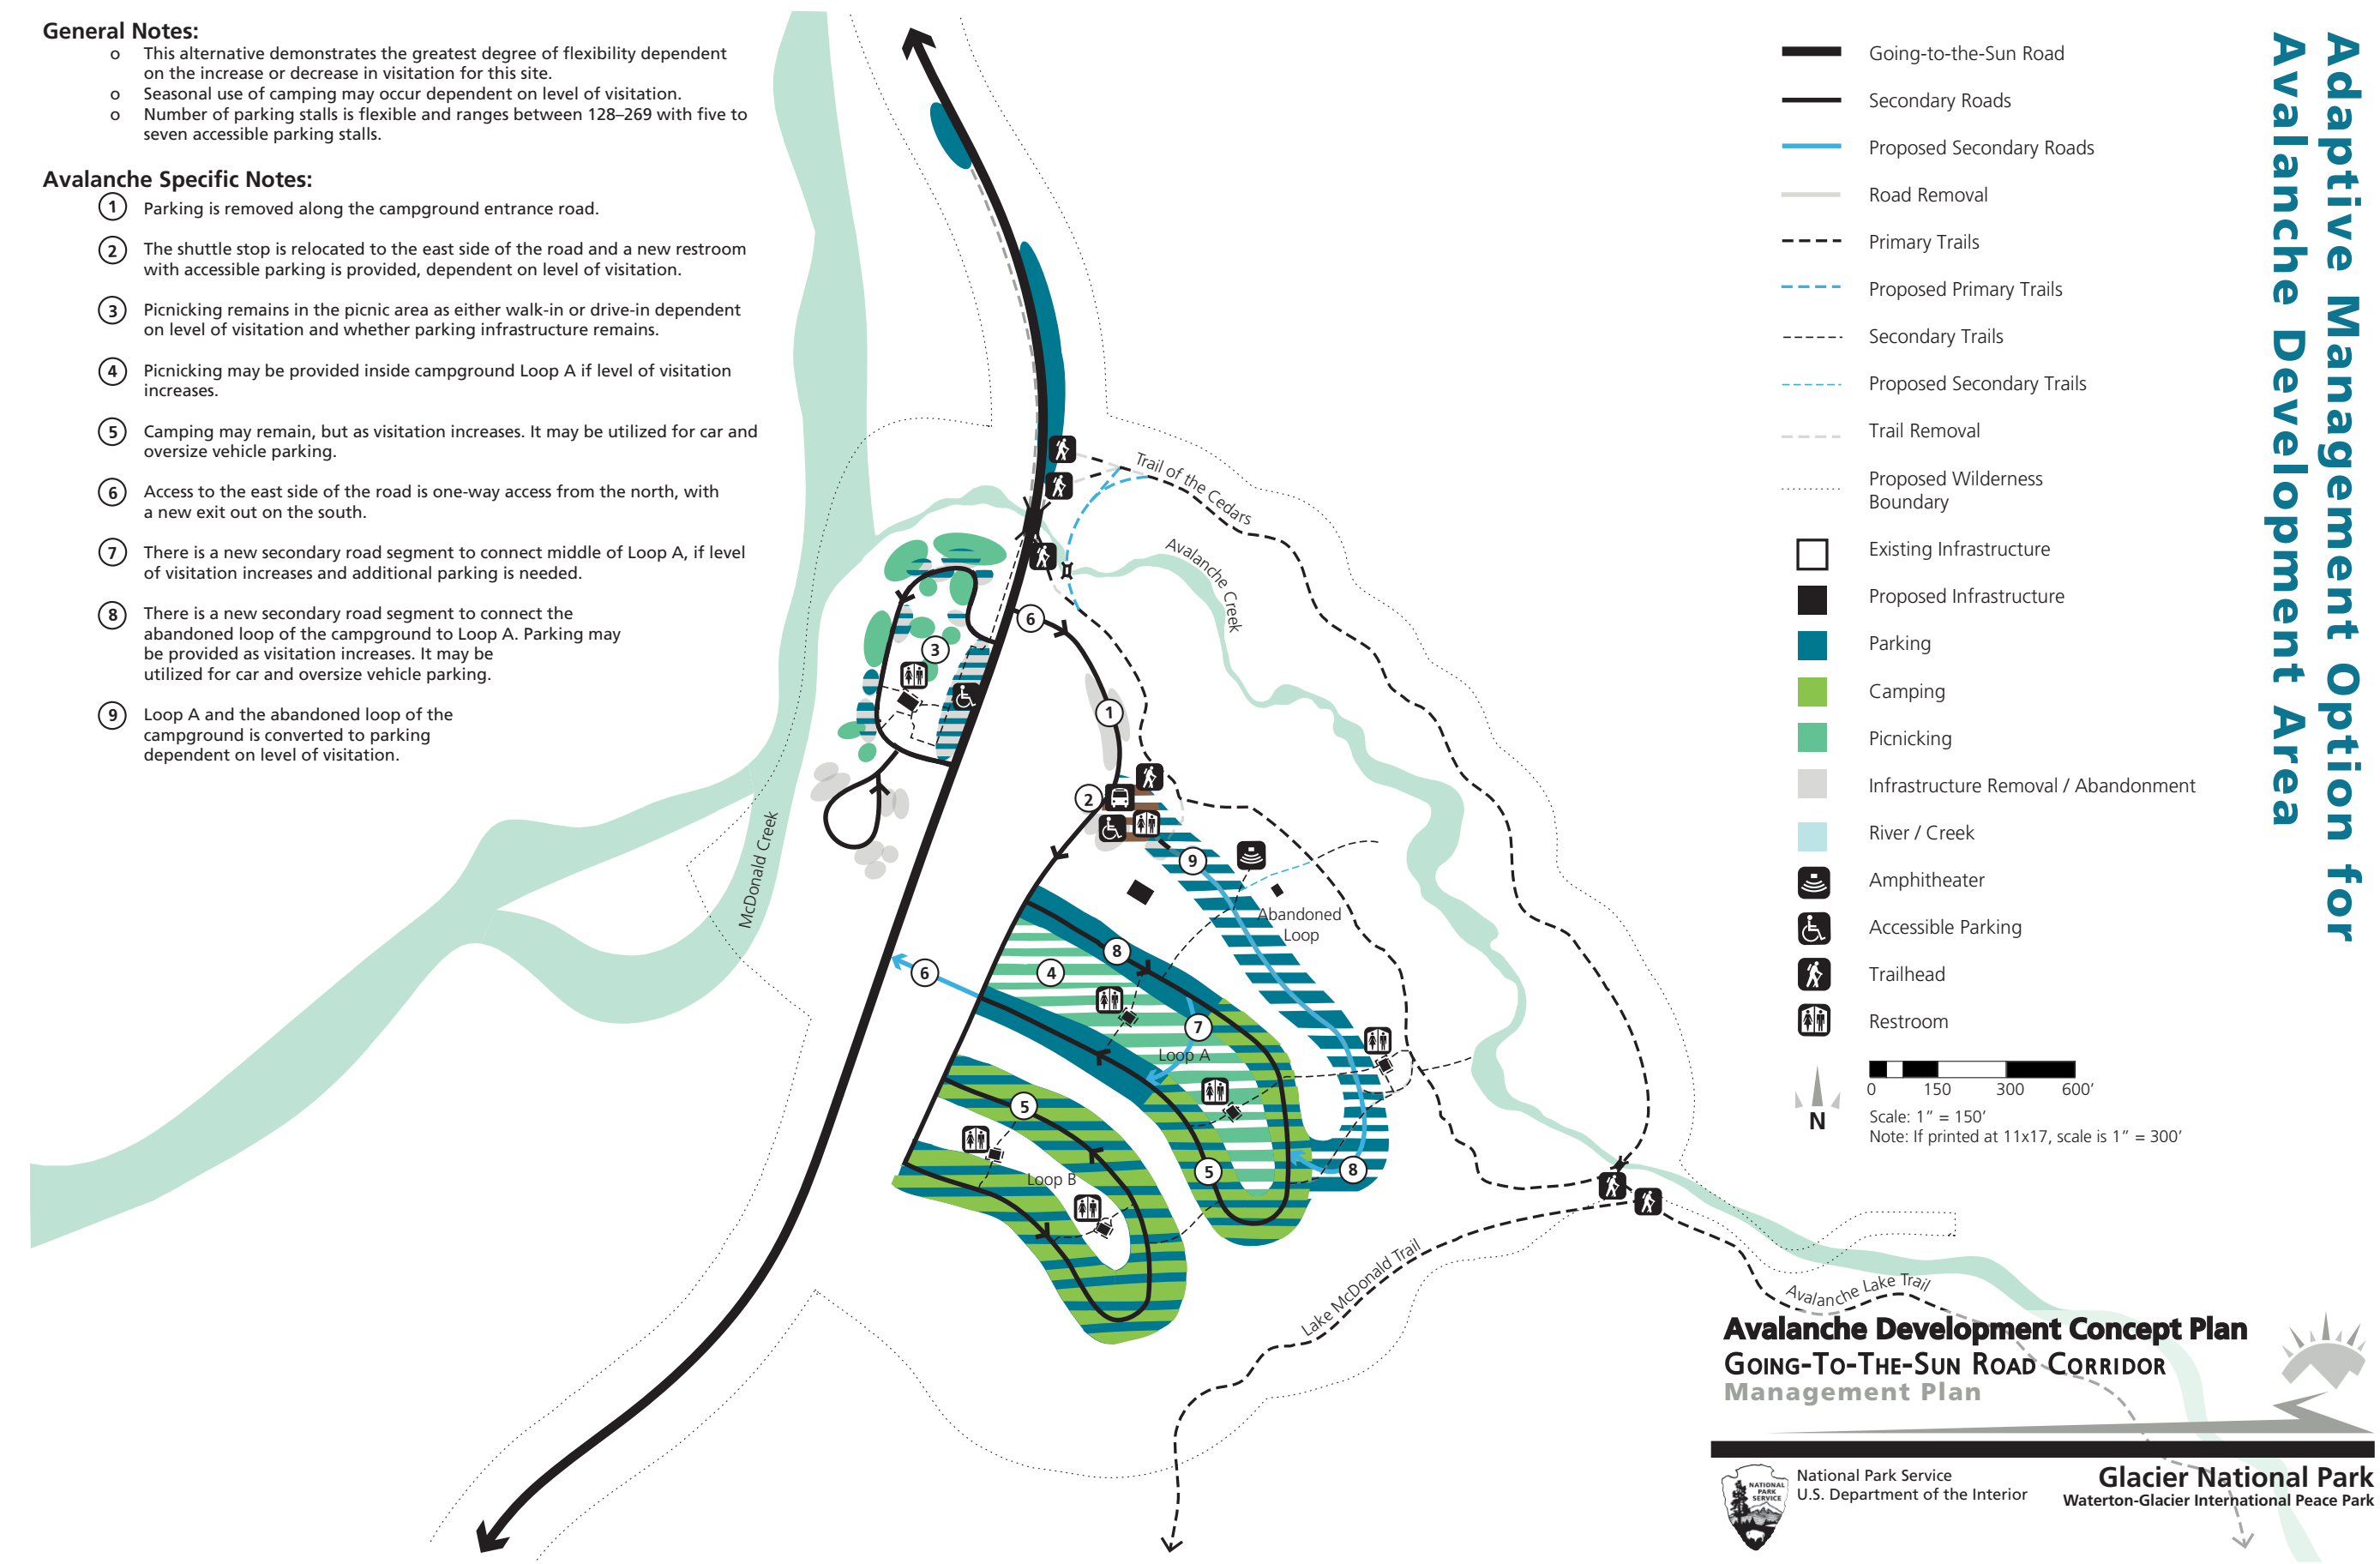 General Notes:
o This alternative demonstrates the greatest degree of flexibility dependent
on the increase or decrease in visitation for this site.
o Seasonal use of camping may occur dependent on level of visitation.
o Number of parking stalls is flexible and ranges between 128–269 with five to
seven accessible parking stalls.
Avalanche Specific Notes:
1 Parking is removed along the campground entrance road.
2 The shuttle stop is relocated to the east side of the road and a new restroom
with accessible parking is provided, dependent on level of visitation.
3 Picnicking remains in the picnic area as either walk-in or drive-in dependent
on level of visitation and whether parking infrastructure remains.
4 Picnicking may be provided inside campground Loop A if level of visitation
increases.
5 Camping may remain, but as visitation increases. It may be utilized for car and
oversize vehicle parking.
6 Access to the east side of the road is one-way access from the north, with
a new exit out on the south.
7 There is a new secondary road segment to connect middle of Loop A, if level
of visitation increases and additional parking is needed.
8 There is a new secondary road segment to connect the
abandoned loop of the campground to Loop A. Parking may
be provided as visitation increases. It may be
utilized for car and oversize vehicle parking.
9 Loop A and the abandoned loop of the
campground is converted to parking
dependent on level of visitation.
Trail of the Cedars
Avalanche Creek
6
3
1
2
9
McDonald Creek
Abandoned
Loop
8
4
6
7
Loop A
5
5
8
Loop B
Lake McDonald Trail
Avalanche Lake Trail
Going-to-the-Sun Road
Secondary Roads
Proposed Secondary Roads
Road Removal
Primary Trails
Proposed Primary Trails
Secondary Trails
Proposed Secondary Trails
Trail Removal
Proposed Wilderness
Boundary
Existing Infrastructure
Proposed Infrastructure
Parking
Camping
Picnicking
Infrastructure Removal / Abandonment
River / Creek
Amphitheater
Accessible Parking
Trailhead
Restroom
N
0 150 300 600’
Scale: 1” = 150’
Note: If printed at 11x17, scale is 1” = 300’
Adaptive Management Option for
Avalanche Development Area
Avalanche Development Concept Plan
GOING-TO-THE-SUN ROAD CORRIDOR
Management Plan
NATIONAL
PARK
SERVICE
National Park Service
U.S. Department of the Interior
Glacier National Park
Waterton-Glacier International Peace Park